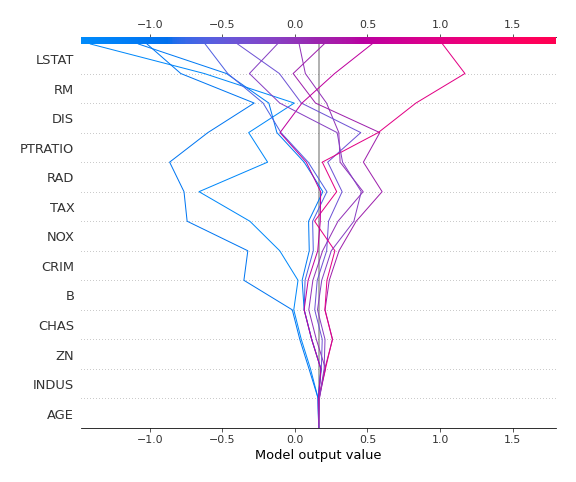 −1.0 −0.5 0.0 0.5 1.0 1.5
LSTAT
RM
DIS
PTRATIO
RAD
TAX
NOX
CRIM
B
CHAS
ZN
INDUS
AGE
−1.0 −0.5 0.0 0.5 1.0 1.5
Model output value